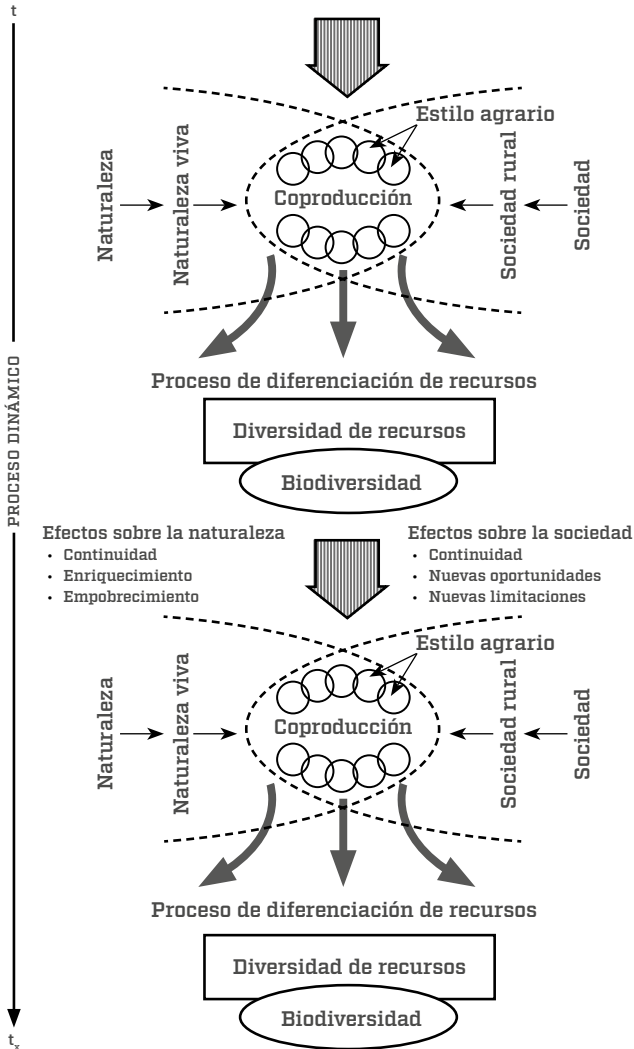 t
Estilo agrario
Naturaleza
Naturaleza viva
Coproducción
Sociedad rural
Sociedad
Proceso de diferenciación de recursos
Diversidad de recursos
Biodiversidad
PROCESO DINÁMICO
Efectos sobre la naturaleza
• Continuidad
• Enriquecimiento
• Empobrecimiento
Efectos sobre la sociedad
• Continuidad
• Nuevas oportunidades
• Nuevas limitaciones
Estilo agrario
Naturaleza
Naturaleza viva
Coproducción
Sociedad rural
Sociedad
Proceso de diferenciación de recursos
Diversidad de recursos
Biodiversidad
tₓ